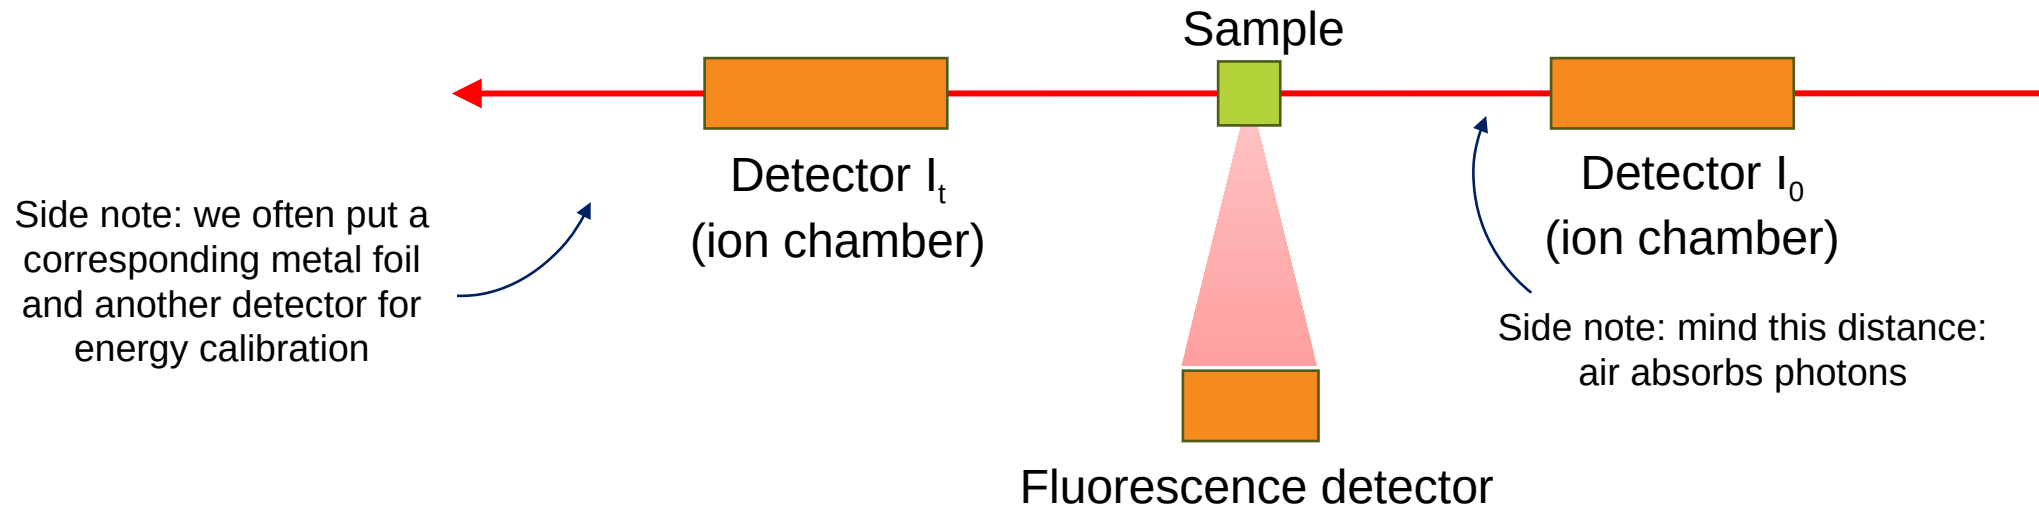 Sample
Detector It
(ion chamber)
Detector I0
(ion chamber)
Side note: we often put a
corresponding metal foil
and another detector for
energy calibration
Side note: mind this distance:
air absorbs photons
Fluorescence detector